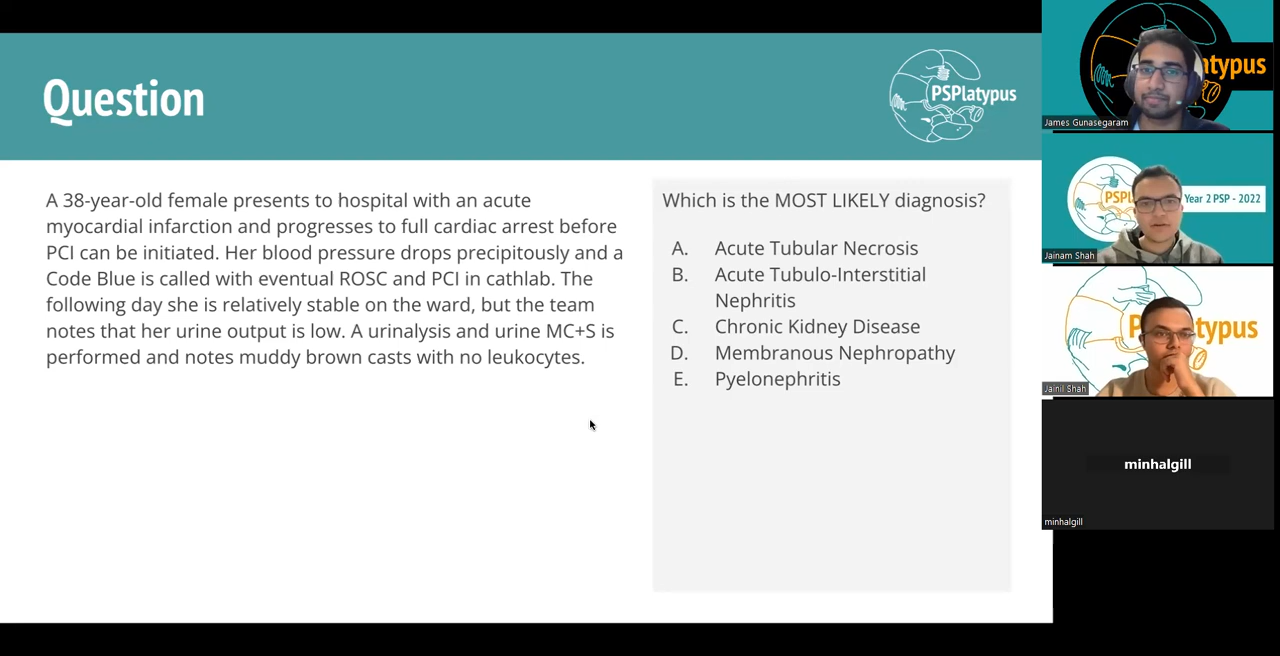 Question
PSPlatypus
A 38-year-old female presents to hospital with an acute
myocardial infarction and progresses to full cardiac arrest before
PCI can be initiated. Her blood pressure drops precipitously and a
Code Blue is called with eventual ROSC and PCI in cathlab. The
following day she is relatively stable on the ward, but the team
notes that her urine output is low. A urinalysis and urine MC+S is
performed and notes muddy brown casts with no leukocytes.
Which is the MOST LIKELY diagnosis?
A. Acute Tubular Necrosis
B. Acute Tubulo-Interstitial
Nephritis
C. Chronic Kidney Disease
D. Membranous Nephropathy
E. Pyelonephritis
atypus
James Gunasegaram
PSPl
Year 2 PSP - 2022
Jainam Shah
typus
Jainil Shah
minhalgill
minhalgill